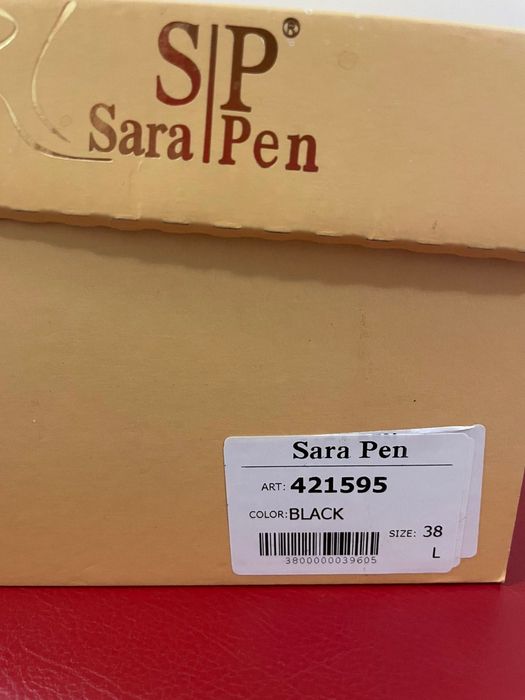 S|P®
Sara|Pen
Sara Pen
ART: 421595
COLOR:BLACK
SIZE: 38
L
3800000039605